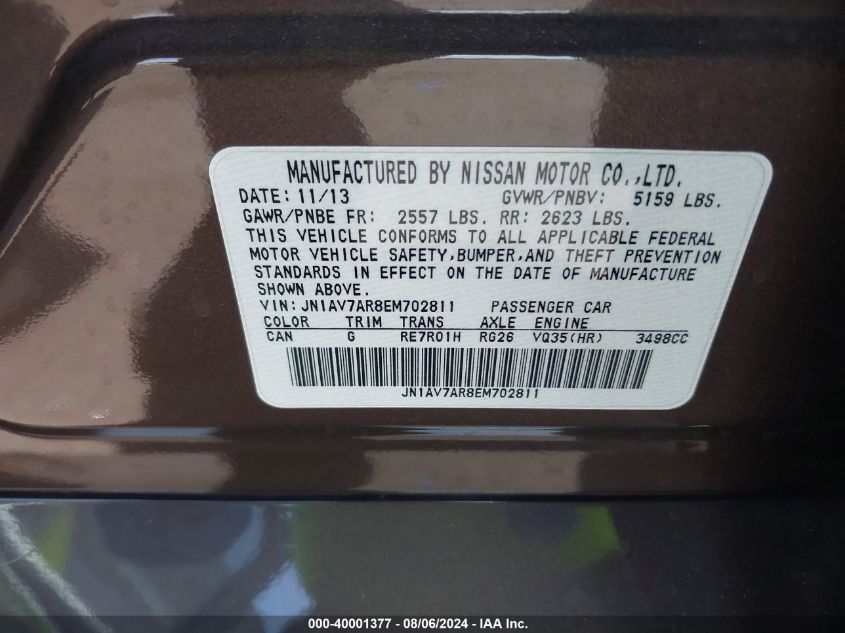 MANUFACTURED BY NISSAN MOTOR CO.,LTD.
DATE: 11/13 GVWR/PNBV: 5159 LBS.
GAWR/PNBE FR: 2557 LBS. RR: 2623 LBS.
THIS VEHICLE CONFORMS TO ALL APPLICABLE FEDERAL
MOTOR VEHICLE SAFETY,BUMPER,AND THEFT PREVENTION
STANDARDS IN EFFECT ON THE DATE OF MANUFACTURE
SHOWN ABOVE.
VIN:JN1AV7AR8EM702811 PASSENGER CAR
COLOR TRIM TRANS AXLE ENGINE
CAN G RE7R01H RG26 VQ35(HR) 3498CC
JN1AV7AR8EM702811
000-40001377 - 08/06/2024 - IAA Inc.